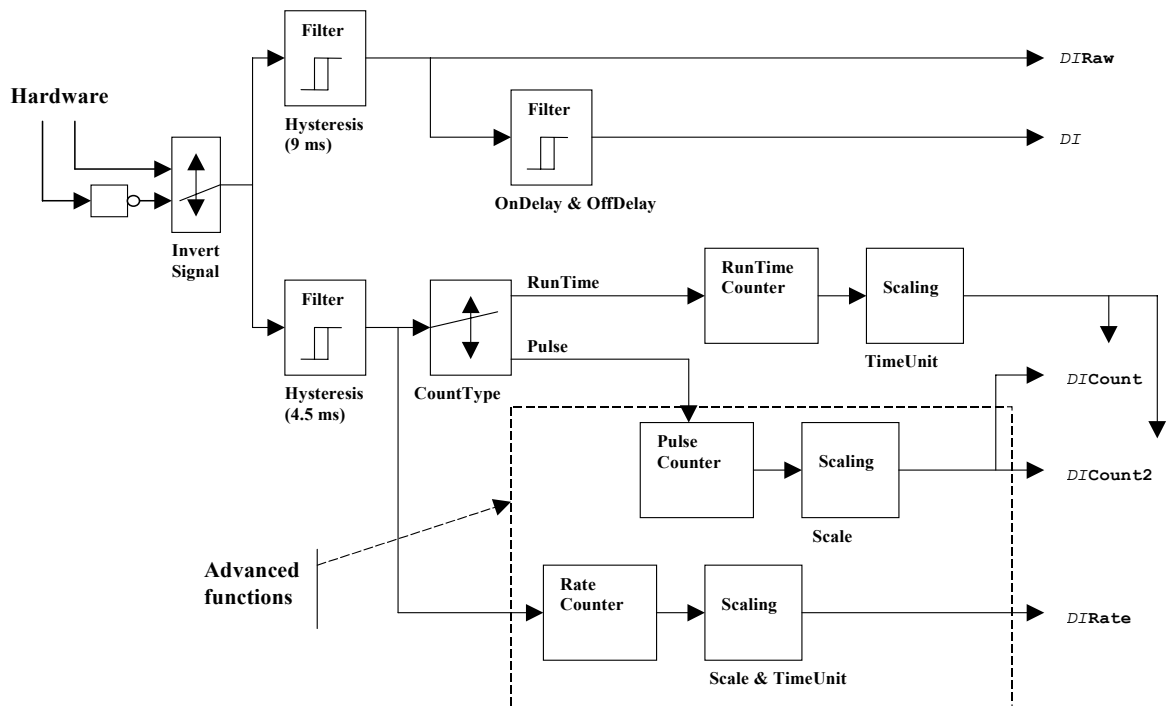 Filter
DIRaw
Hardware
Filter
Hysteresis
(9 ms)
DI
OnDelay & OffDelay
Invert
Signal
RunTime
RunTime
Counter
Filter
Scaling
Pulse
TimeUnit
Hysteresis
(4.5 ms)
CountType
DICount
Pulse
Counter
Scaling
DICount2
Scale
Advanced
functions
Rate
Counter
Scaling
DIRate
Scale & TimeUnit